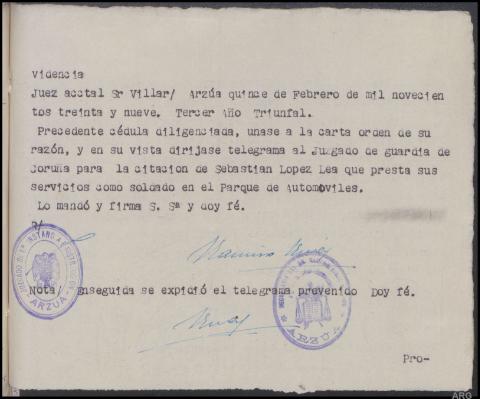 videncia
Juez acctal Sr Villar/ Arzúa quince de Febrero de mil novecien
tos treinta y nueve. Tercer Año Triunfal.
Precedente cédula diligenciada, unase a la carta orden de su
razón, y en su vista dirijase telegrama al Juzgado de guardia de
Coruña para la citacion de Sebastian Lopez Lea que presta sus
servicios como soldado en el Parque de Automóviles.
Lo mandó y firma S. Sª y doy fé.
ARZUA
Nota/ Enseguida se expidió el telegrama prevenido Doy fé.
ARZUA
Pro-
ARG